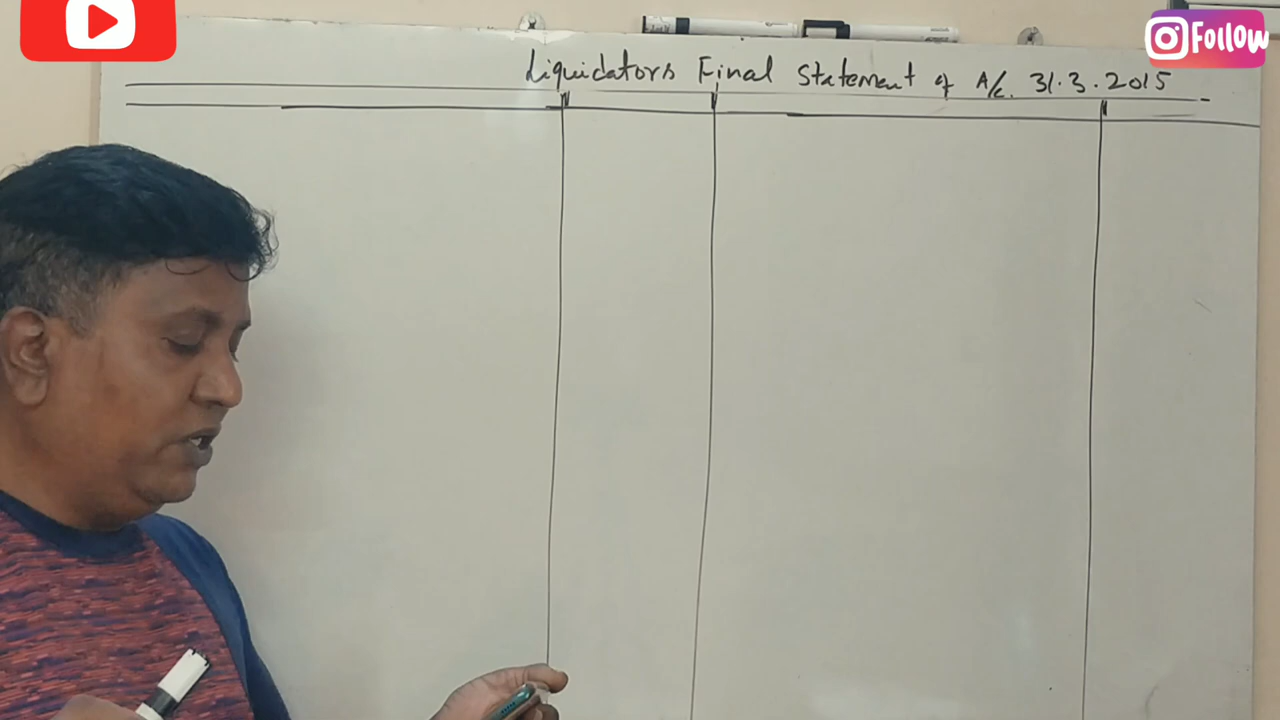 Follow
Liquidators Final Statement of A/c. 31.3.2015